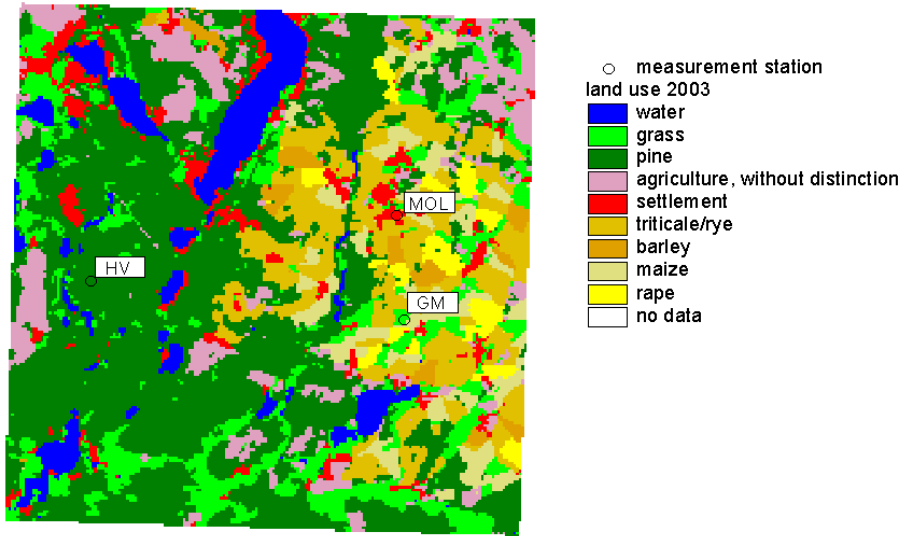 measurement station
land use 2003
water
grass
pine
agriculture, without distinction
settlement
triticale/rye
barley
maize
rape
no data
MOL
HV
GM